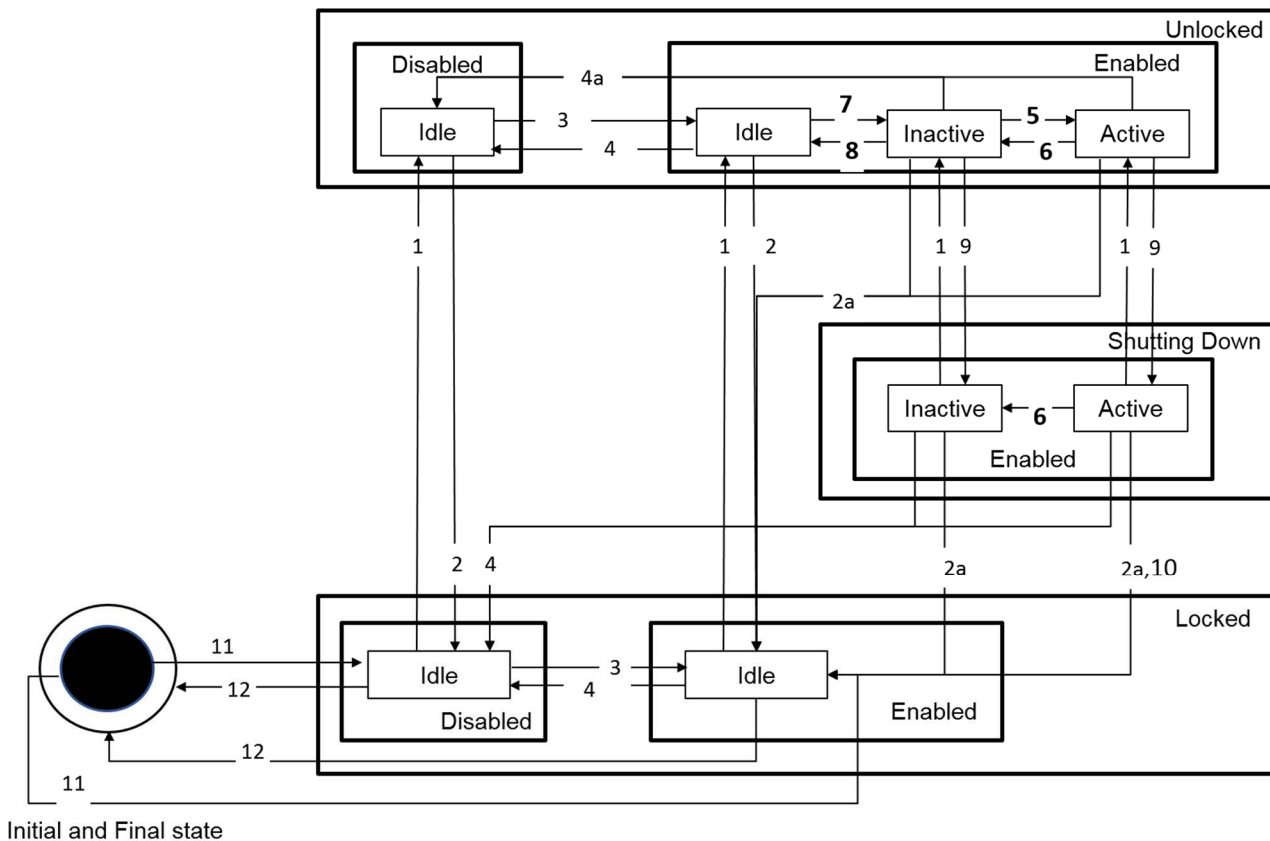 Unlocked
Disabled
4a
Enabled
Idle
3
4
Idle
7
8
Inactive
5
6
Active
1
1
2
1
9
1
9
2a
Shutting Down
Inactive
6
Active
Enabled
2
4
2a
2a,10
Locked
11
12
Idle
Disabled
3
4
Idle
Enabled
12
11
Initial and Final state